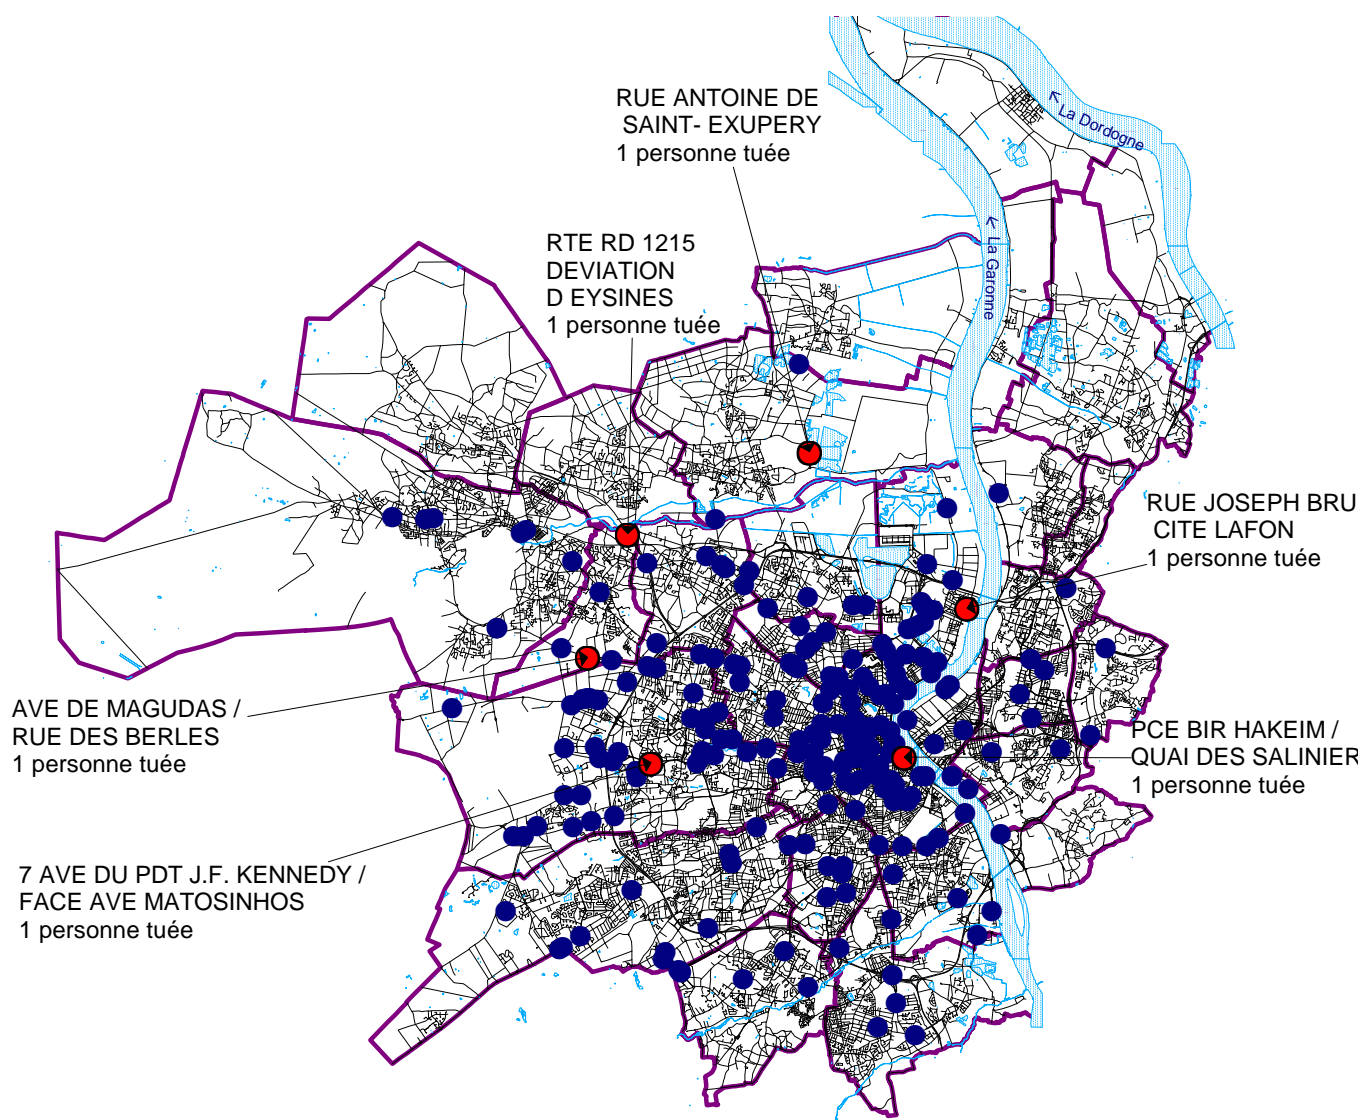 RUE ANTOINE DE
SAINT- EXUPERY
1 personne tuée
La Dordogne
La Garonne
RTE RD 1215
DEVIATION
D EYSINES
1 personne tuée
RUE JOSEPH BRU
CITE LAFON
1 personne tuée
AVE DE MAGUDAS /
RUE DES BERLES
1 personne tuée
PCE BIR HAKEIM /
QUAI DES SALINIER
1 personne tuée
7 AVE DU PDT J.F. KENNEDY /
FACE AVE MATOSINHOS
1 personne tuée